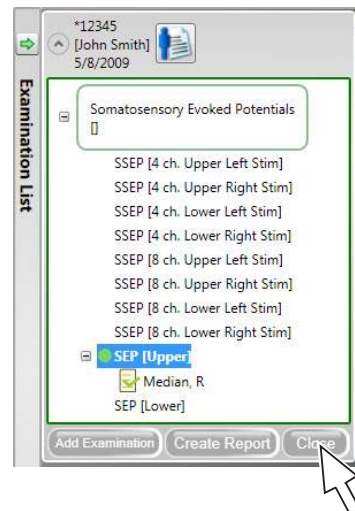 *12345
[John Smith]
5/8/2009
Examination List
Somatosensory Evoked Potentials
[]
SSEP [4 ch. Upper Left Stim]
SSEP [4 ch. Upper Right Stim]
SSEP [4 ch. Lower Left Stim]
SSEP [4 ch. Lower Right Stim]
SSEP [8 ch. Upper Left Stim]
SSEP [8 ch. Upper Right Stim]
SSEP [8 ch. Lower Left Stim]
SSEP [8 ch. Lower Right Stim]
SEP [Upper]
Median, R
SEP [Lower]
Add Examination Create Report Close